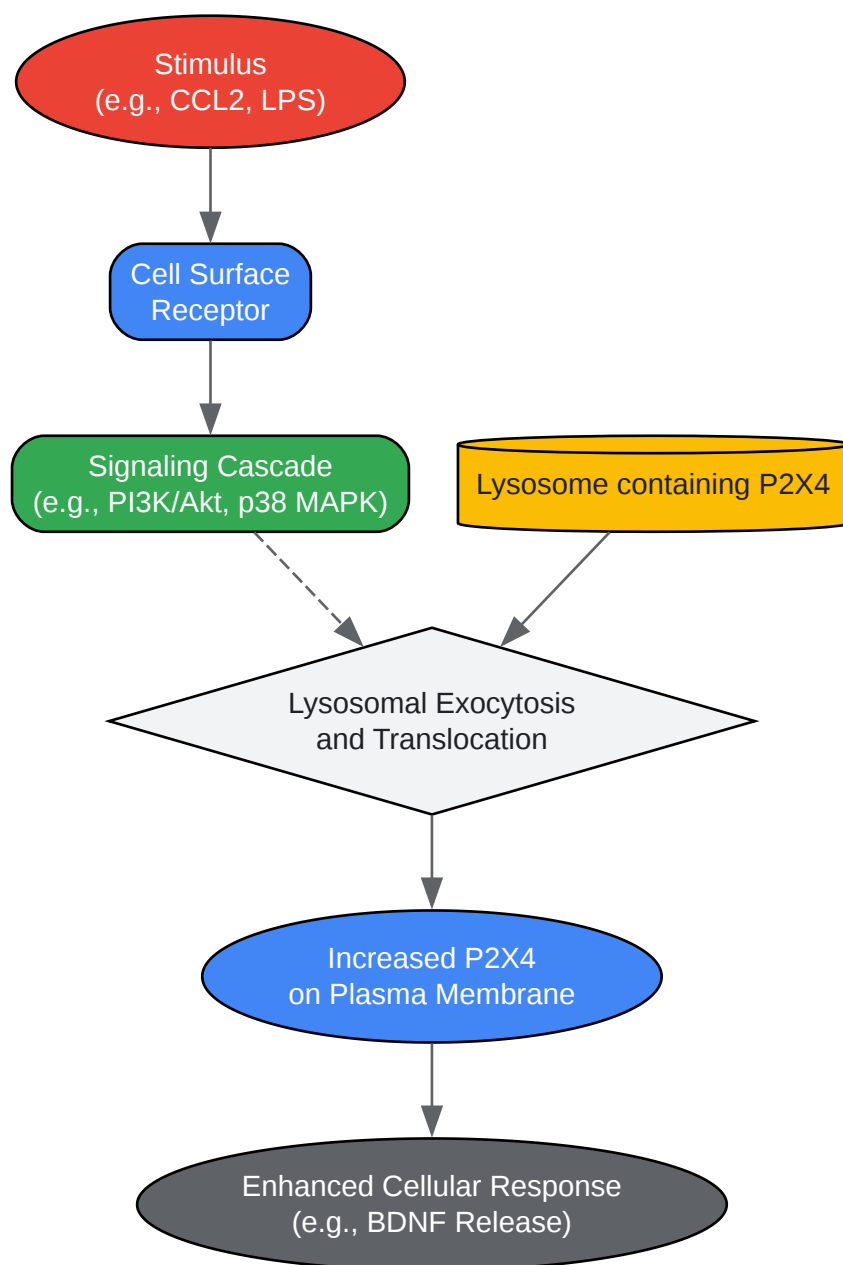 Stimulus
(e.g., CCL2, LPS)
Cell Surface
Receptor
Signaling Cascade
(e.g., PI3K/Akt, p38 MAPK)
Lysosome containing P2X4
Lysosomal Exocytosis
and Translocation
Increased P2X4
on Plasma Membrane
Enhanced Cellular Response
(e.g., BDNF Release)